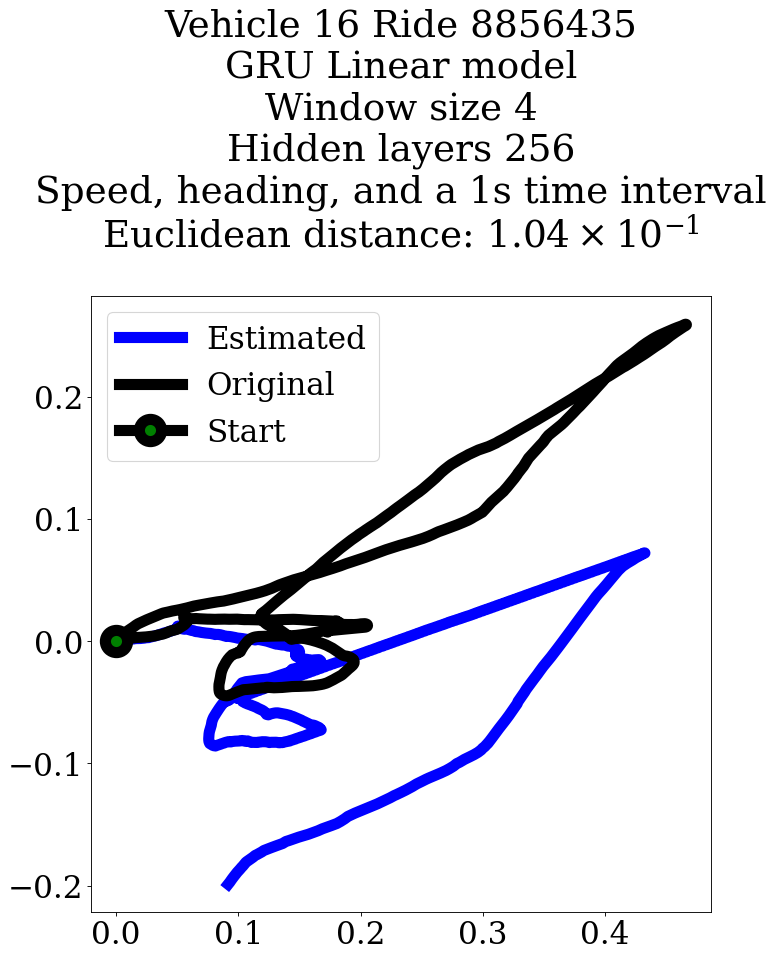 Vehicle 16 Ride 8856435
GRU Linear model
Window size 4
Hidden layers 256
Speed, heading, and a 1s time interval
Euclidean distance: 1.04 × 10⁻¹
Estimated
Original
Start
0.2
0.1
0.0
−0.1
−0.2
0.0 0.1 0.2 0.3 0.4